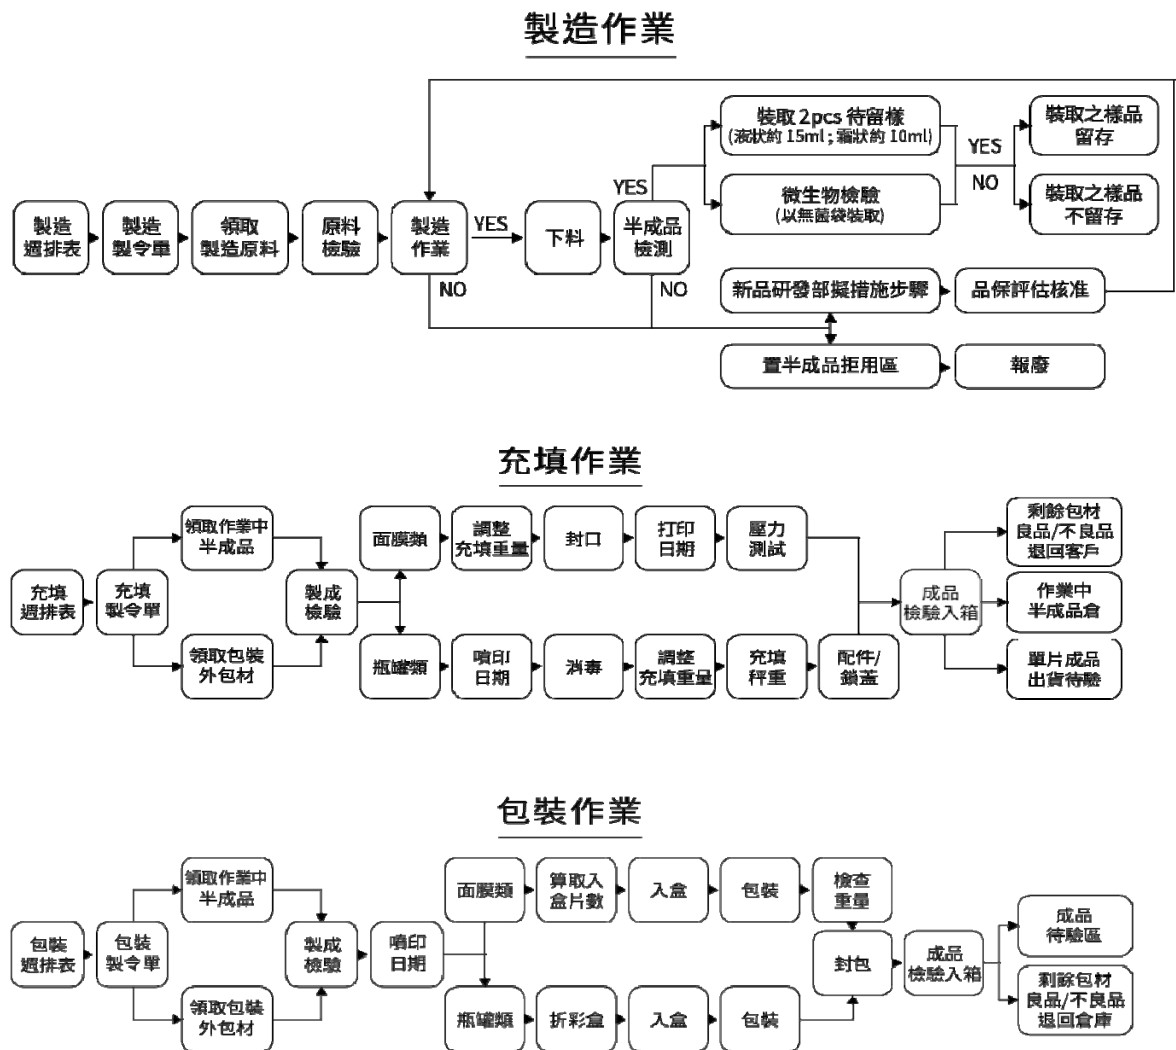 製造作業
裝取 2pcs 待留樣
(液狀約 15ml ; 霜狀約 10ml)
YES
NO
裝取之樣品
留存
微生物檢驗
(以無菌袋裝取)
裝取之樣品
不留存
製造
週排表
製造
製令單
領取
製造原料
原料
檢驗
製造
作業
YES
NO
下料
半成品
檢測
YES
NO
新品研發部擬措施步驟
品保評估核准
置半成品拒用區
報廢
充填作業
充填
週排表
充填
製令單
領取作業中
半成品
領取包裝
外包材
製成
檢驗
面膜類
調整
充填重量
封口
打印
日期
壓力
測試
瓶罐類
噴印
日期
消毒
調整
充填重量
充填
秤重
配件/
鎖蓋
成品
檢驗入箱
剩餘包材
良品/不良品
退回客戶
作業中
半成品倉
單片成品
出貨待驗
包裝作業
包裝
週排表
包裝
製令單
領取作業中
半成品
領取包裝
外包材
製成
檢驗
噴印
日期
面膜類
算取入
盒片數
入盒
包裝
檢查
重量
瓶罐類
折彩盒
入盒
包裝
封包
成品
檢驗入箱
成品
待驗區
剩餘包材
良品/不良品
退回倉庫